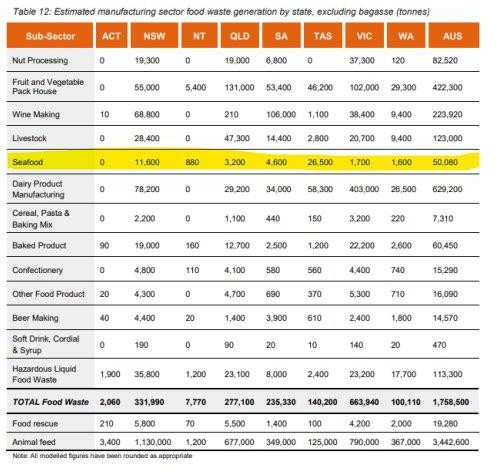 Table 12: Estimated manufacturing sector food waste generation by state, excluding bagasse (tonnes)
Sub-Sector ACT NSW NT QLD SA TAS VIC WA AUS
Nut Processing 0 19,300 0 19,000 6,800 0 37,300 120 82,520
Fruit and Vegetable
Pack House 0 55,000 5,400 131,000 53,400 46,200 102,000 29,300 422,300
Wine Making 10 68,800 0 210 106,000 1,100 38,400 9,400 223,920
Livestock 0 28,400 0 47,300 14,400 2,800 20,700 9,400 123,000
Seafood 0 11,600 880 3,200 4,600 26,500 1,700 1,600 50,080
Dairy Product
Manufacturing 0 78,200 0 29,200 34,000 58,300 403,000 26,500 629,200
Cereal, Pasta &
Baking Mix 0 2,200 0 1,100 440 150 3,200 220 7,310
Baked Product 90 19,000 160 12,700 2,500 1,200 22,200 2,600 60,450
Confectionery 0 4,800 110 4,100 580 560 4,400 740 15,290
Other Food Product 20 4,300 0 4,700 690 370 5,300 710 16,090
Beer Making 40 4,400 20 1,400 3,900 610 2,400 1,800 14,570
Soft Drink, Cordial
& Syrup 0 190 0 90 20 10 140 20 470
Hazardous Liquid
Food Waste 1,900 35,800 1,200 23,100 8,000 2,400 23,200 17,700 113,300
TOTAL Food Waste 2,060 331,990 7,770 277,100 235,330 140,200 663,940 100,110 1,758,500
Food rescue 210 5,800 70 5,500 1,400 100 4,200 2,000 19,280
Animal feed 3,400 1,130,000 1,200 677,000 349,000 125,000 790,000 367,000 3,442,600
Note: All modelled figures have been rounded as appropriate